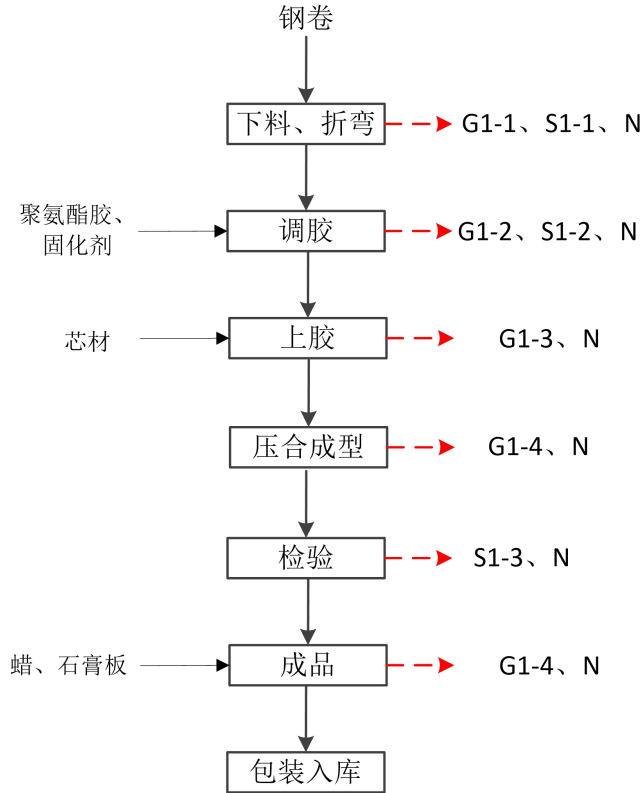 钢卷
下料、折弯
G1-1、S1-1、N
聚氨酯胶、
固化剂
调胶
G1-2、S1-2、N
芯材
上胶
G1-3、N
压合成型
G1-4、N
检验
S1-3、N
蜡、石膏板
成品
G1-4、N
包装入库